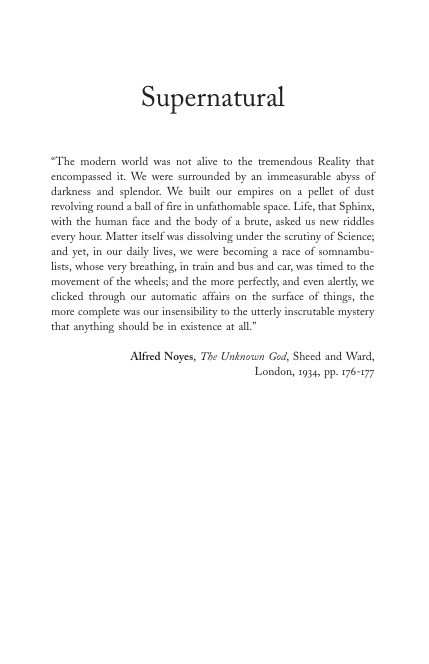 Supernatural
“The modern world was not alive to the tremendous Reality that
encompassed it. We were surrounded by an immeasurable abyss of
darkness and splendor. We built our empires on a pellet of dust
revolving round a ball of fire in unfathomable space. Life, that Sphinx,
with the human face and the body of a brute, asked us new riddles
every hour. Matter itself was dissolving under the scrutiny of Science;
and yet, in our daily lives, we were becoming a race of somnambu-
lists, whose very breathing, in train and bus and car, was timed to the
movement of the wheels; and the more perfectly, and even alertly, we
clicked through our automatic affairs on the surface of things, the
more complete was our insensibility to the utterly inscrutable mystery
that anything should be in existence at all.”
Alfred Noyes, The Unknown God, Sheed and Ward,
London, 1934, pp. 176-177